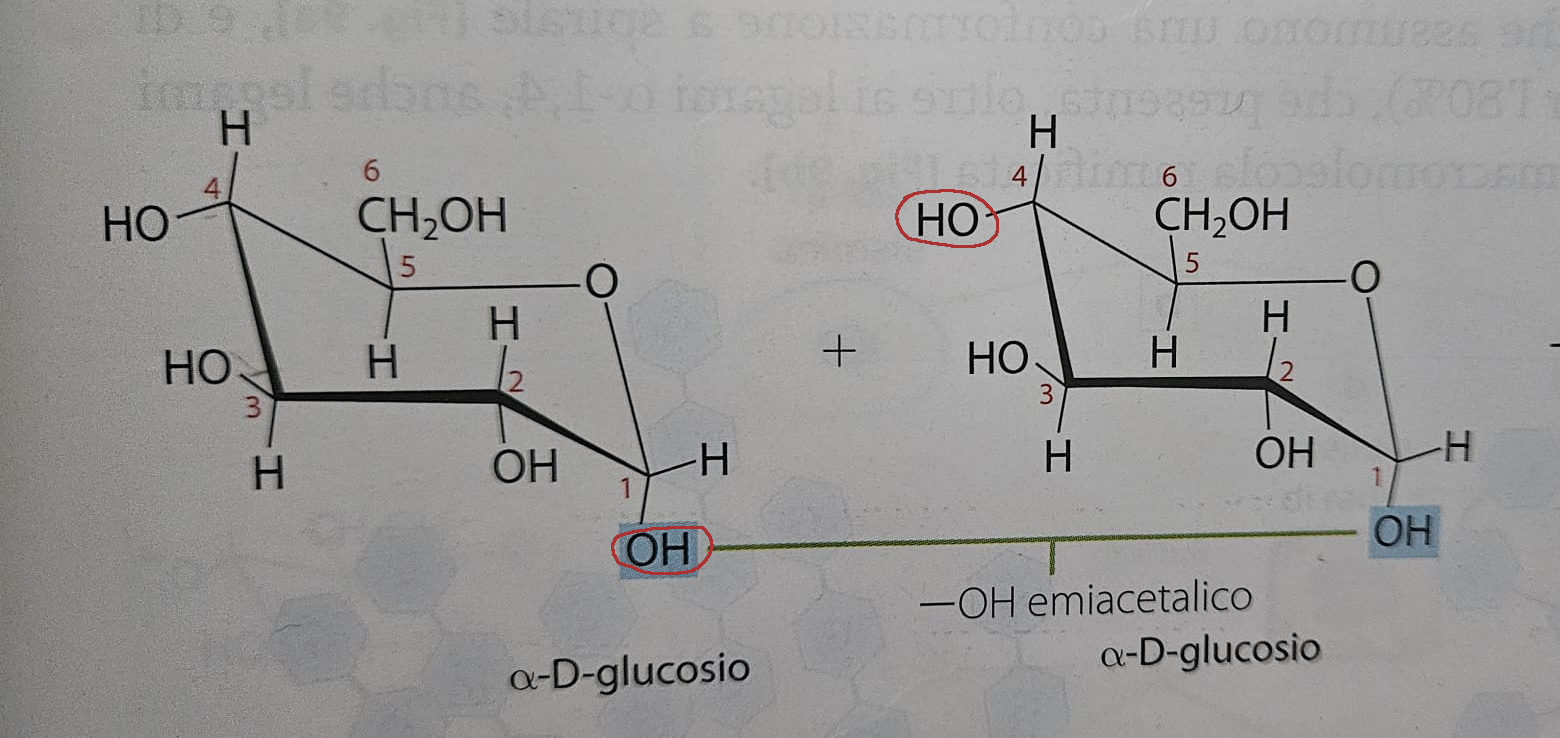 H
4
HO
6
CH₂OH
5
O
H
HO
3
H
H
2
OH
H
1
OH
+
H
4
HO
6
CH₂OH
5
O
H
HO
3
H
H
2
OH
H
1
OH
—OH emiacetalico
α-D-glucosio
α-D-glucosio